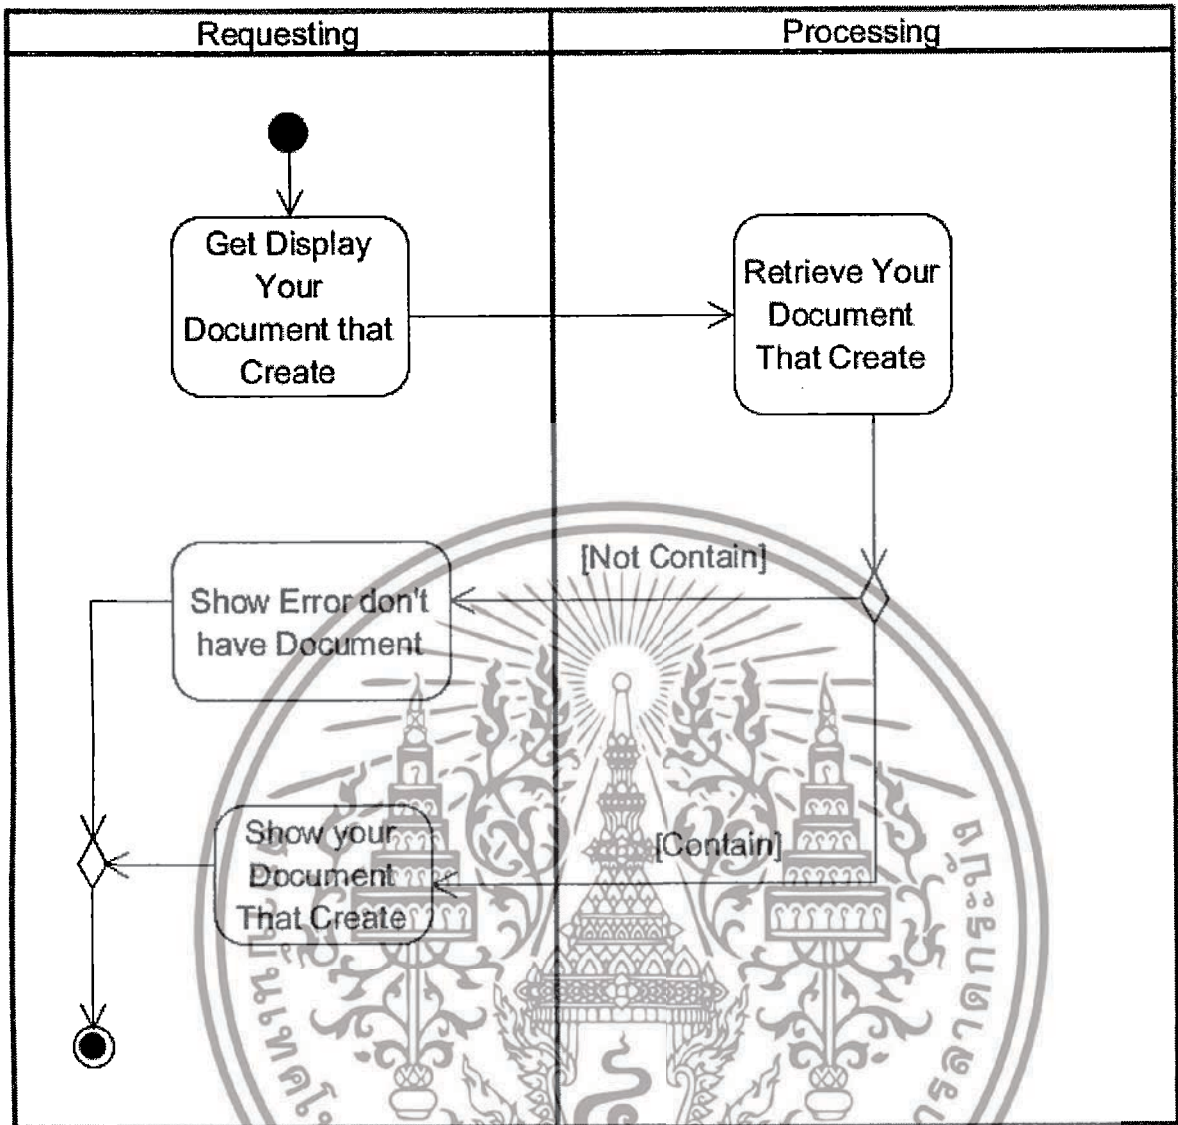 Requesting
Processing
Get Display
Your
Document that
Create
Retrieve Your
Document
That Create
[Not Contain]
Show Error don't
have Document
[Contain]
Show your
Document
That Create